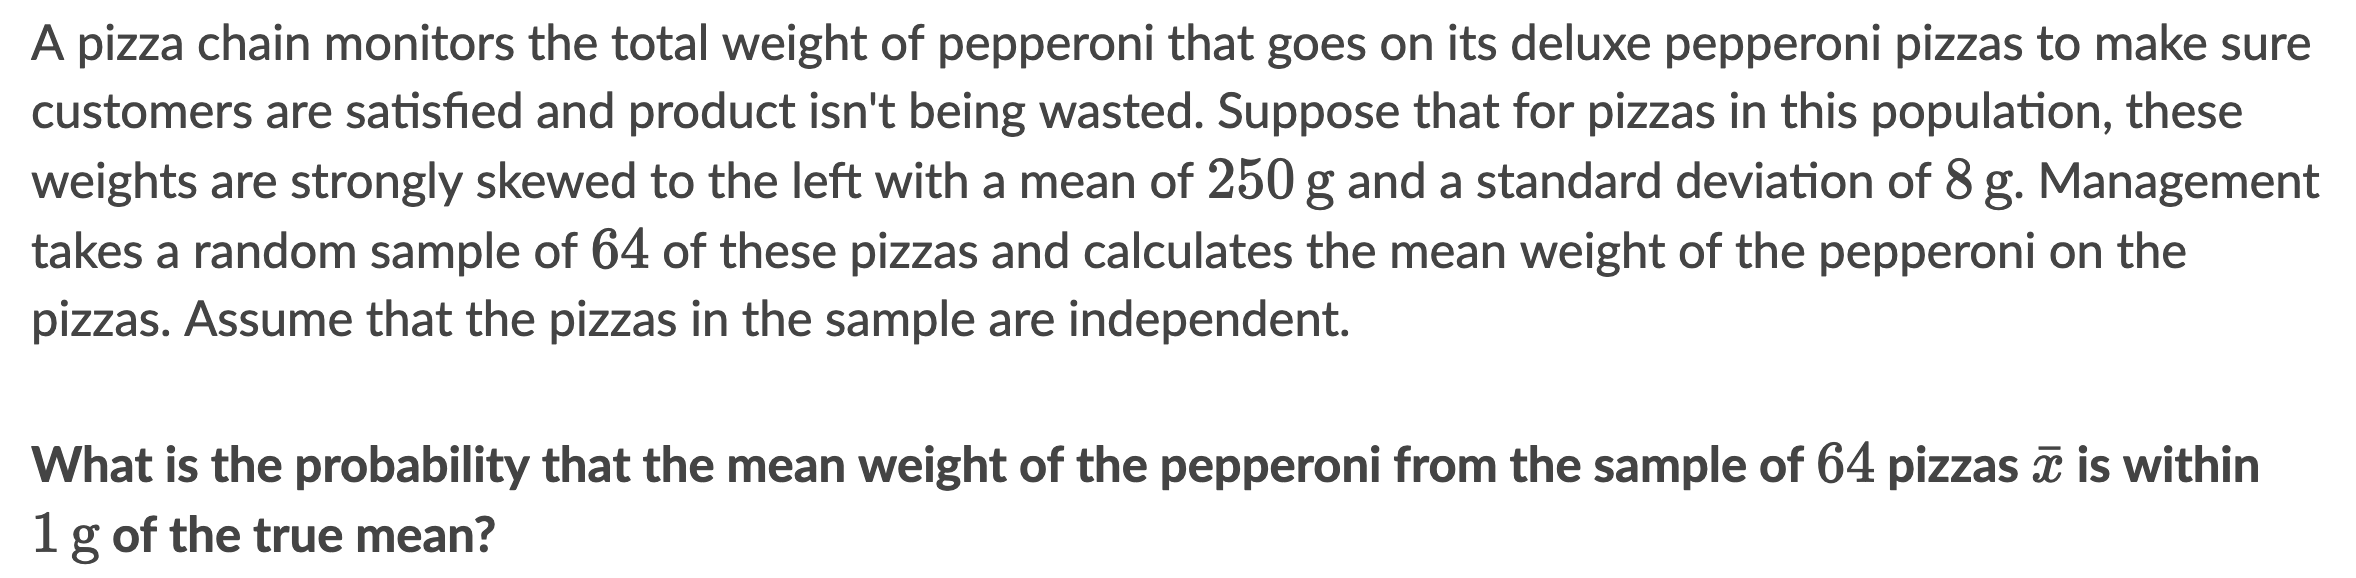 A pizza chain monitors the total weight of pepperoni that goes on its deluxe pepperoni pizzas to make sure
customers are satisfied and product isn't being wasted. Suppose that for pizzas in this population, these
weights are strongly skewed to the left with a mean of 250 g and a standard deviation of 8 g. Management
takes a random sample of 64 of these pizzas and calculates the mean weight of the pepperoni on the
pizzas. Assume that the pizzas in the sample are independent.
What is the probability that the mean weight of the pepperoni from the sample of 64 pizzas x̄ is within
1 g of the true mean?